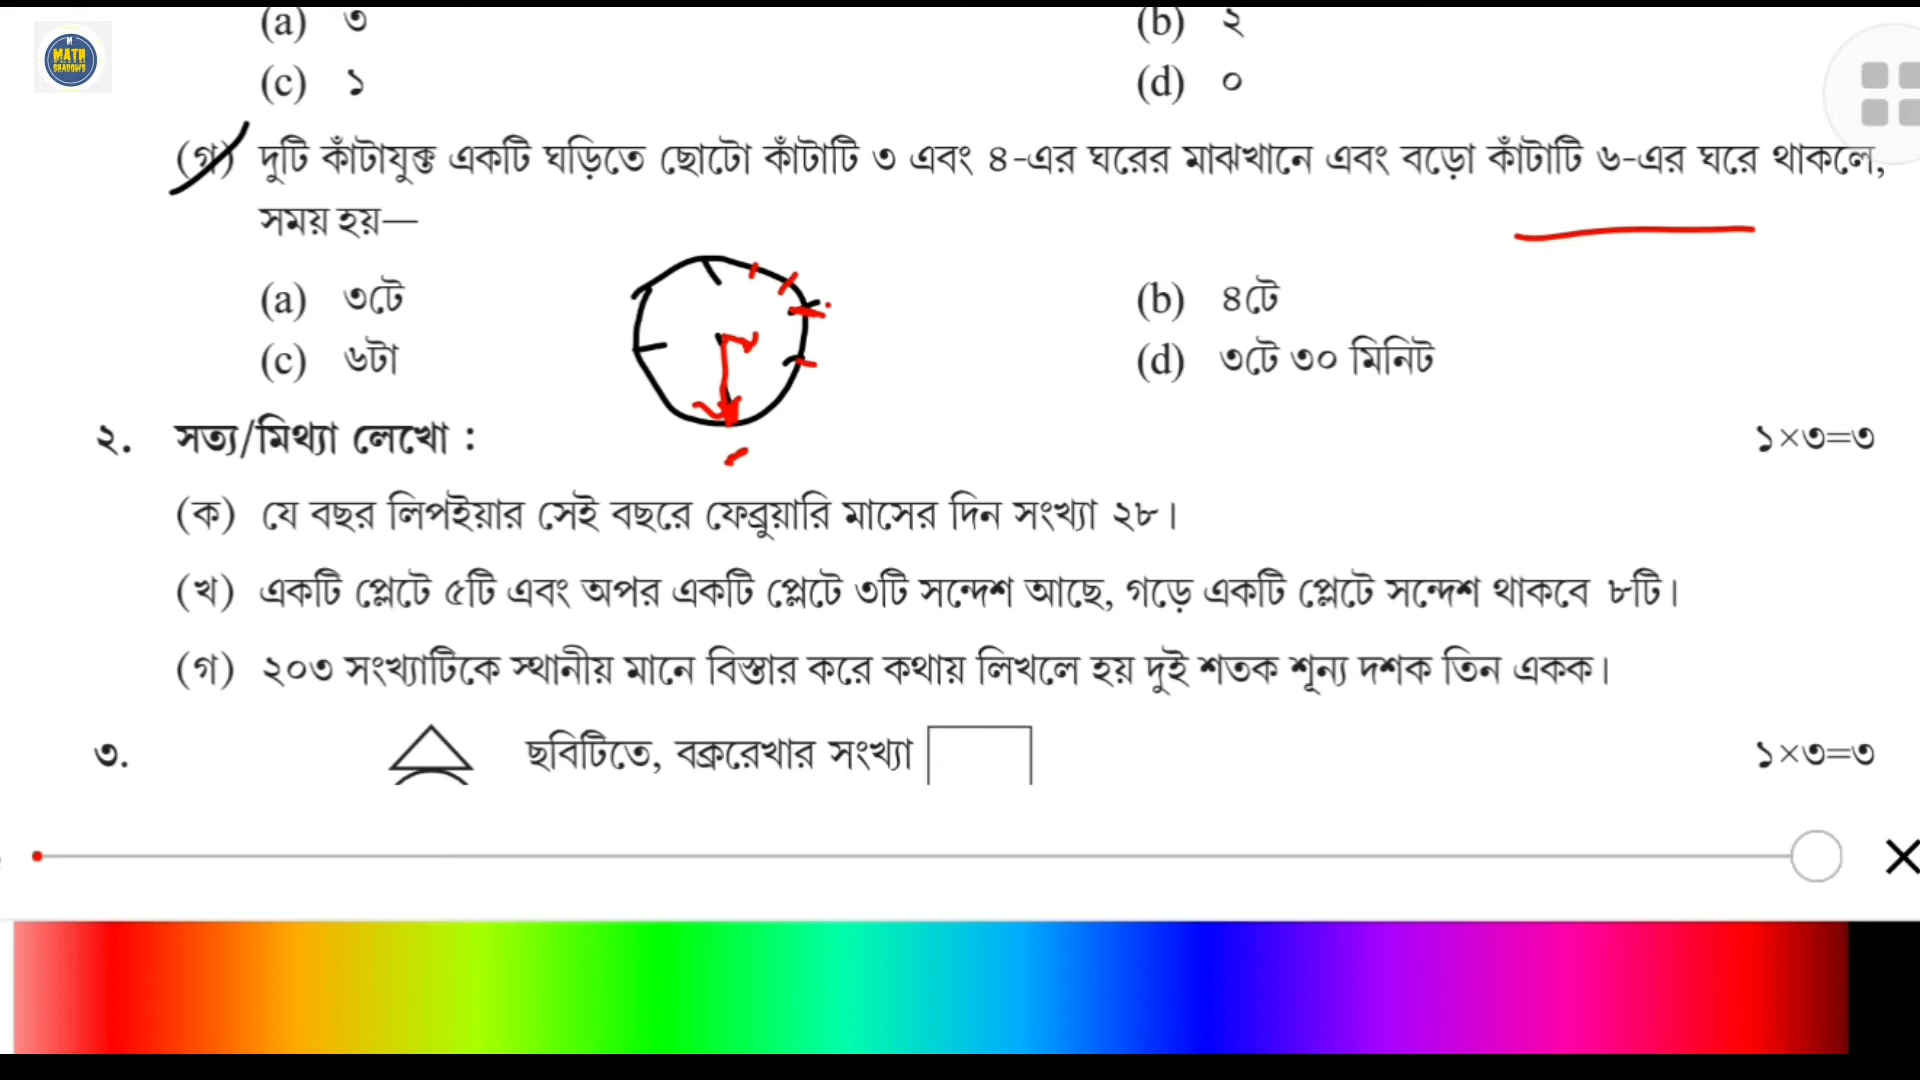 (a) ৩ (b) ২
(c) ১ (d) ০
M
MATH
SHADOWS
(গ) দুটি কাঁটাযুক্ত একটি ঘড়িতে ছোটো কাঁটাটি ৩ এবং ৪-এর ঘরের মাঝখানে এবং বড়ো কাঁটাটি ৬-এর ঘরে থাকলে,
সময় হয়—
(a) ৩টে (b) ৪টে
(c) ৬টা (d) ৩টে ৩০ মিনিট
২. সত্য/মিথ্যা লেখো : ১×৩=৩
(ক) যে বছর লিপইয়ার সেই বছরে ফেব্রুয়ারি মাসের দিন সংখ্যা ২৮।
(খ) একটি প্লেটে ৫টি এবং অপর একটি প্লেটে ৩টি সন্দেশ আছে, গড়ে একটি প্লেটে সন্দেশ থাকবে ৮টি।
(গ) ২০৩ সংখ্যাটিকে স্থানীয় মানে বিস্তার করে কথায় লিখলে হয় দুই শতক শূন্য দশক তিন একক।
৩. ছবিটিতে, বক্ররেখার সংখ্যা ১×৩=৩